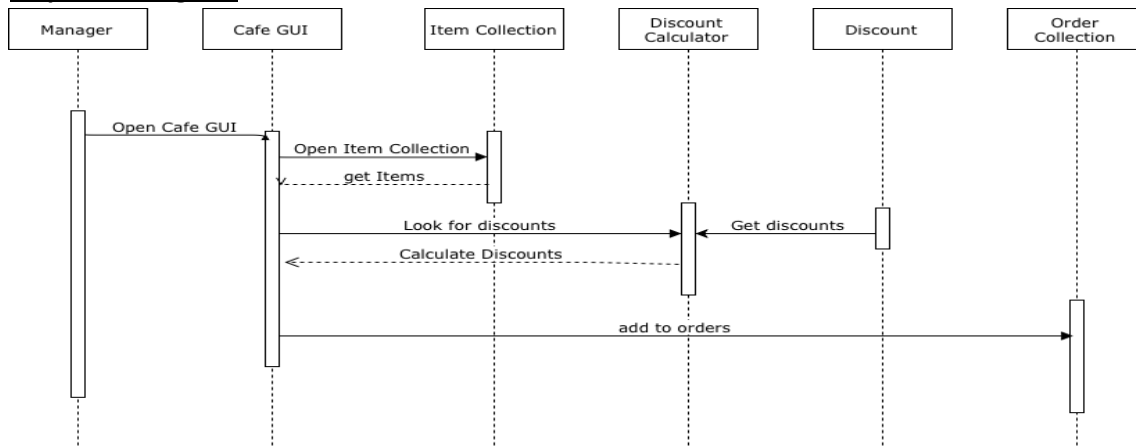 Manager
Cafe GUI
Item Collection
Discount
Calculator
Discount
Order
Collection
Open Cafe GUI
Open Item Collection
get Items
Look for discounts
Get discounts
Calculate Discounts
add to orders